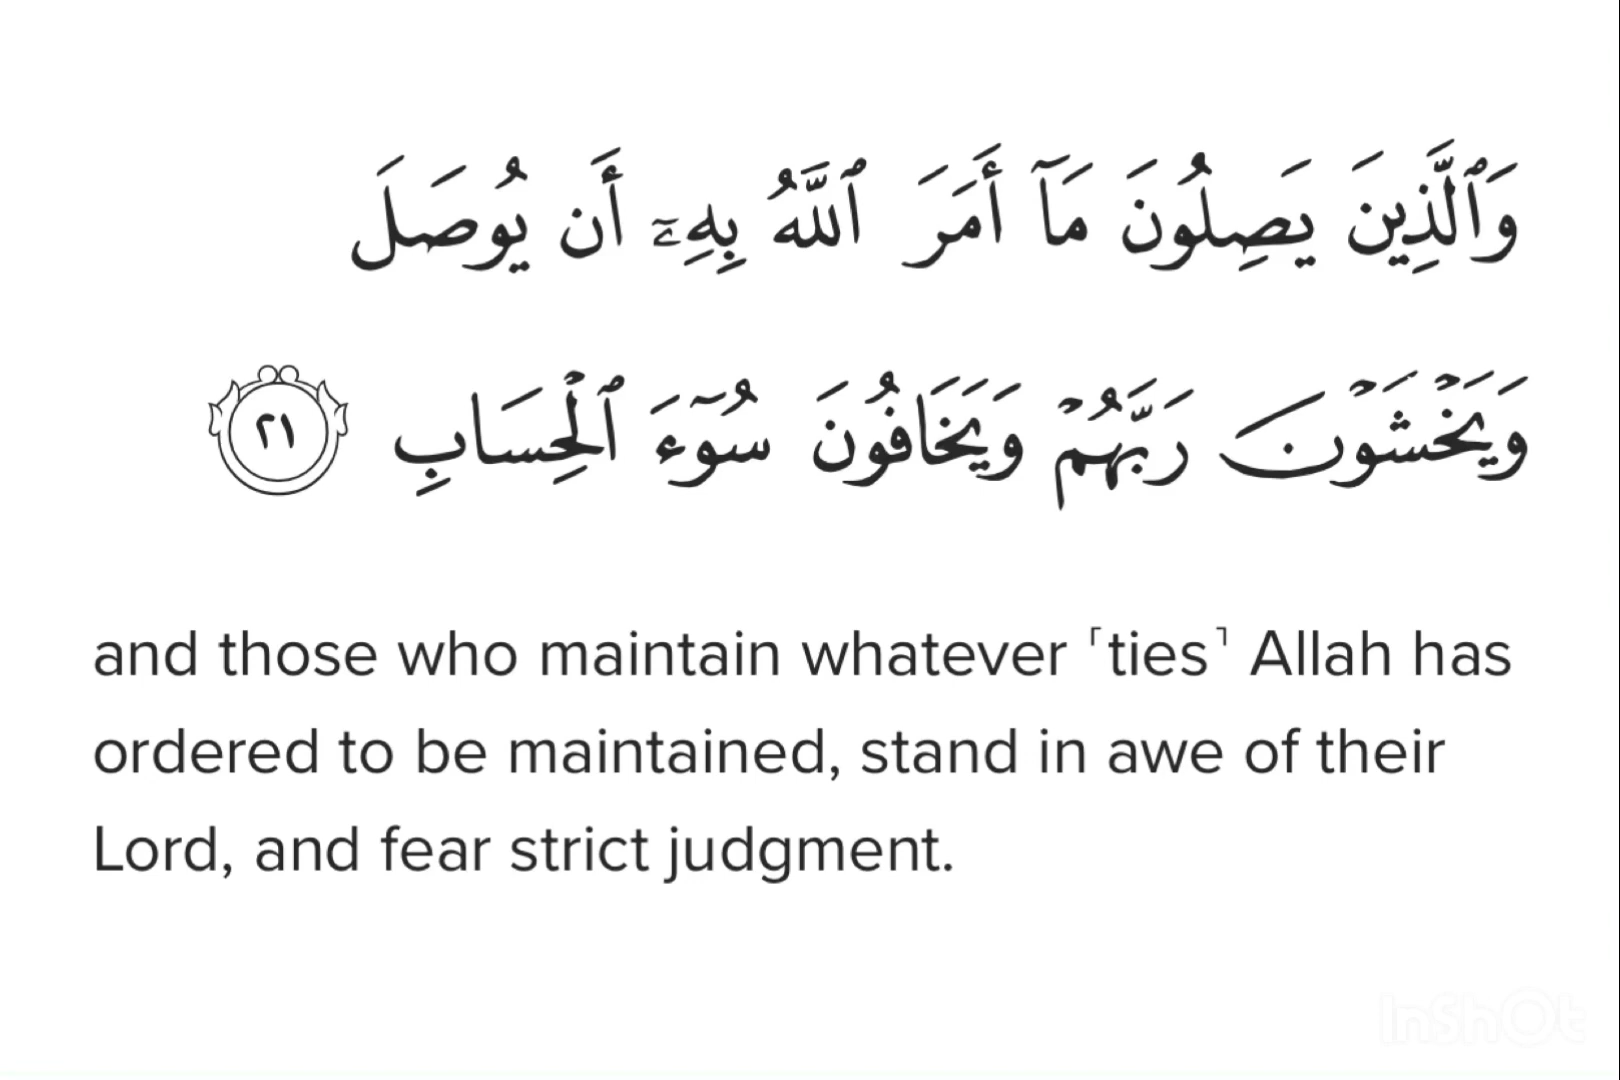 وَٱلَّذِينَ يَصِلُونَ مَآ أَمَرَ ٱللَّهُ بِهِۦٓ أَن يُوصَلَ
وَيَخْشَوْنَ رَبَّهُمْ وَيَخَافُونَ سُوٓءَ ٱلْحِسَابِ ٢١
and those who maintain whatever ˹ties˺ Allah has
ordered to be maintained, stand in awe of their
Lord, and fear strict judgment.
InShOt